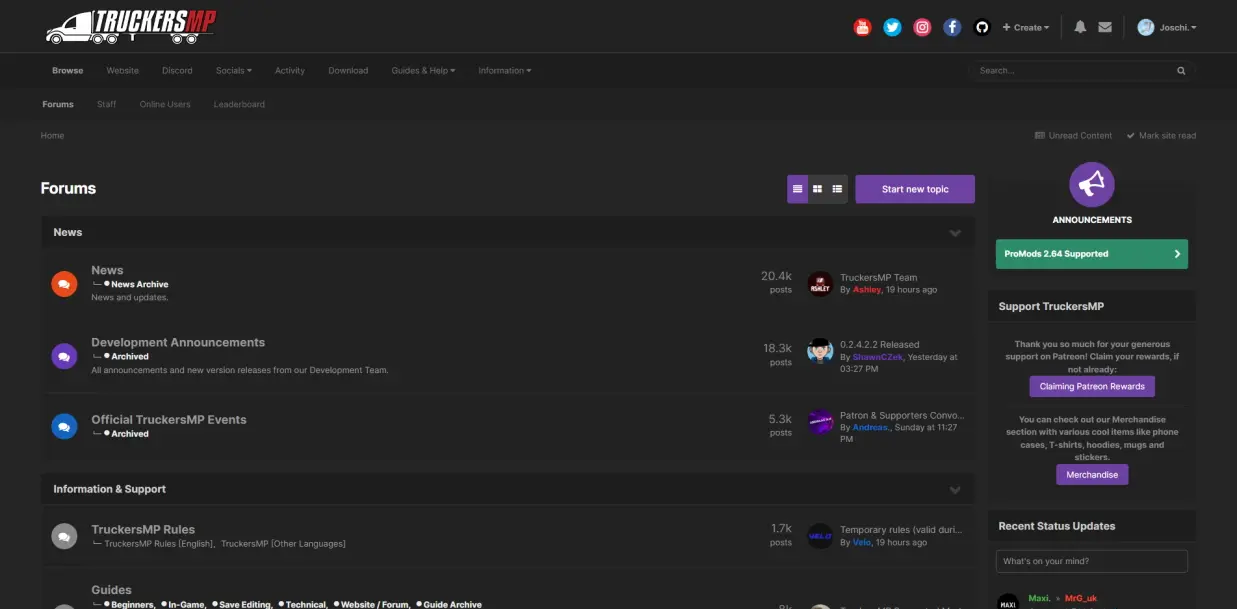 TRUCKERSMP
Create
Joschi.
Browse Website Discord Socials Activity Download Guides & Help Information
Search...
Forums Staff Online Users Leaderboard
Home
Unread Content Mark site read
Forums
Start new topic
ANNOUNCEMENTS
ProMods 2.64 Supported
News
News
News Archive
News and updates.
20.4k
posts
TruckersMP Team
By Ashley, 19 hours ago
Development Announcements
Archived
All announcements and new version releases from our Development Team.
18.3k
posts
0.2.4.2.2 Released
By ShawnCZek, Yesterday at
03:27 PM
Official TruckersMP Events
Archived
5.3k
posts
Patron & Supporters Convo...
By Andreas., Sunday at 11:27
PM
Information & Support
TruckersMP Rules
TruckersMP Rules [English], TruckersMP [Other Languages]
1.7k
posts
Temporary rules (valid duri...
By Velo, 19 hours ago
Guides
Beginners, In-Game, Save Editing, Technical, Website / Forum, Guide Archive
Support TruckersMP
Thank you so much for your generous
support on Patreon! Claim your rewards, if
not already:
Claiming Patreon Rewards
You can check out our Merchandise
section with various cool items like phone
cases, T-shirts, hoodies, mugs and
stickers.
Merchandise
Recent Status Updates
What's on your mind?
MAXI
Maxi. » MrG_uk